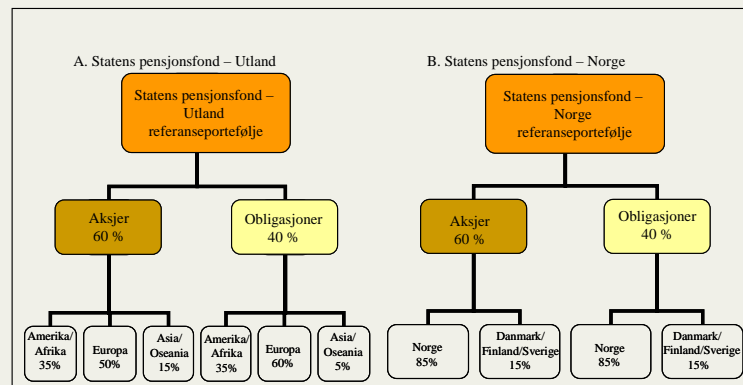 A. Statens pensjonsfond – Utland
Statens pensjonsfond –
Utland
referanseportefølje
Aksjer
60 %
Obligasjoner
40 %
Amerika/
Afrika
35%
Europa
50%
Asia/
Oseania
15%
Amerika/
Afrika
35%
Europa
60%
Asia/
Oseania
5%
B. Statens pensjonsfond – Norge
Statens pensjonsfond –
Norge
referanseportefølje
Aksjer
60 %
Obligasjoner
40 %
Norge
85%
Danmark/
Finland/Sverige
15%
Norge
85%
Danmark/
Finland/Sverige
15%